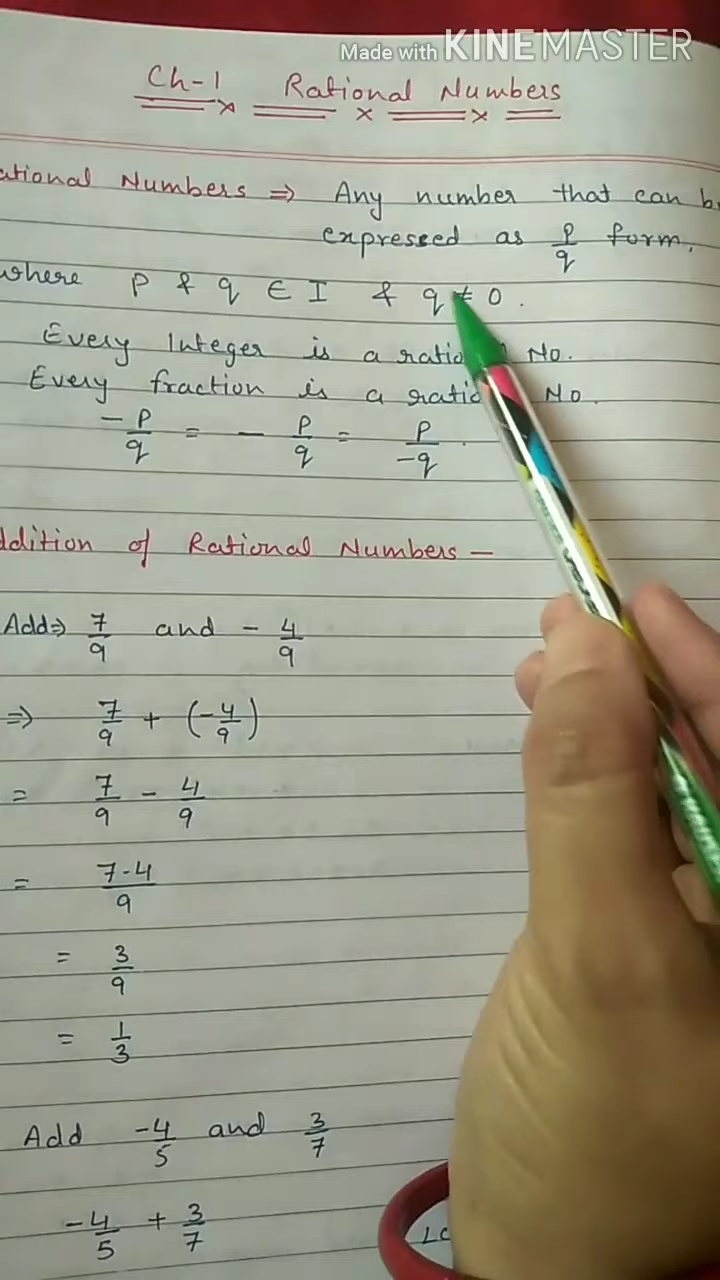 Made with KINEMASTER
Ch-1 Rational Numbers
ational Numbers ⇒ Any number that can b
expressed as p/q form,
where P & q ∈ I & q ≠ 0.
Every Integer is a ratio No.
Every fraction is a ratio No.
-P/q = - P/q = P/-q.
ddition of Rational Numbers -
Add ⇒ 7/9 and - 4/9
⇒ 7/9 + (-4/9)
= 7/9 - 4/9
= 7-4/9
= 3/9
= 1/3
Add -4/5 and 3/7
-4/5 + 3/7
LC